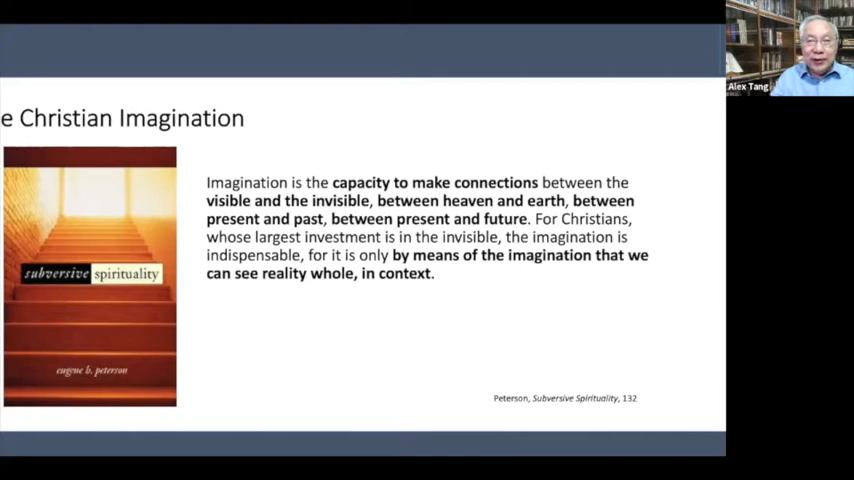 Alex Tang
e Christian Imagination
Imagination is the capacity to make connections between the
visible and the invisible, between heaven and earth, between
present and past, between present and future. For Christians,
whose largest investment is in the invisible, the imagination is
indispensable, for it is only by means of the imagination that we
can see reality whole, in context.
subversive spirituality
eugene h. peterson
Peterson, Subversive Spirituality, 132